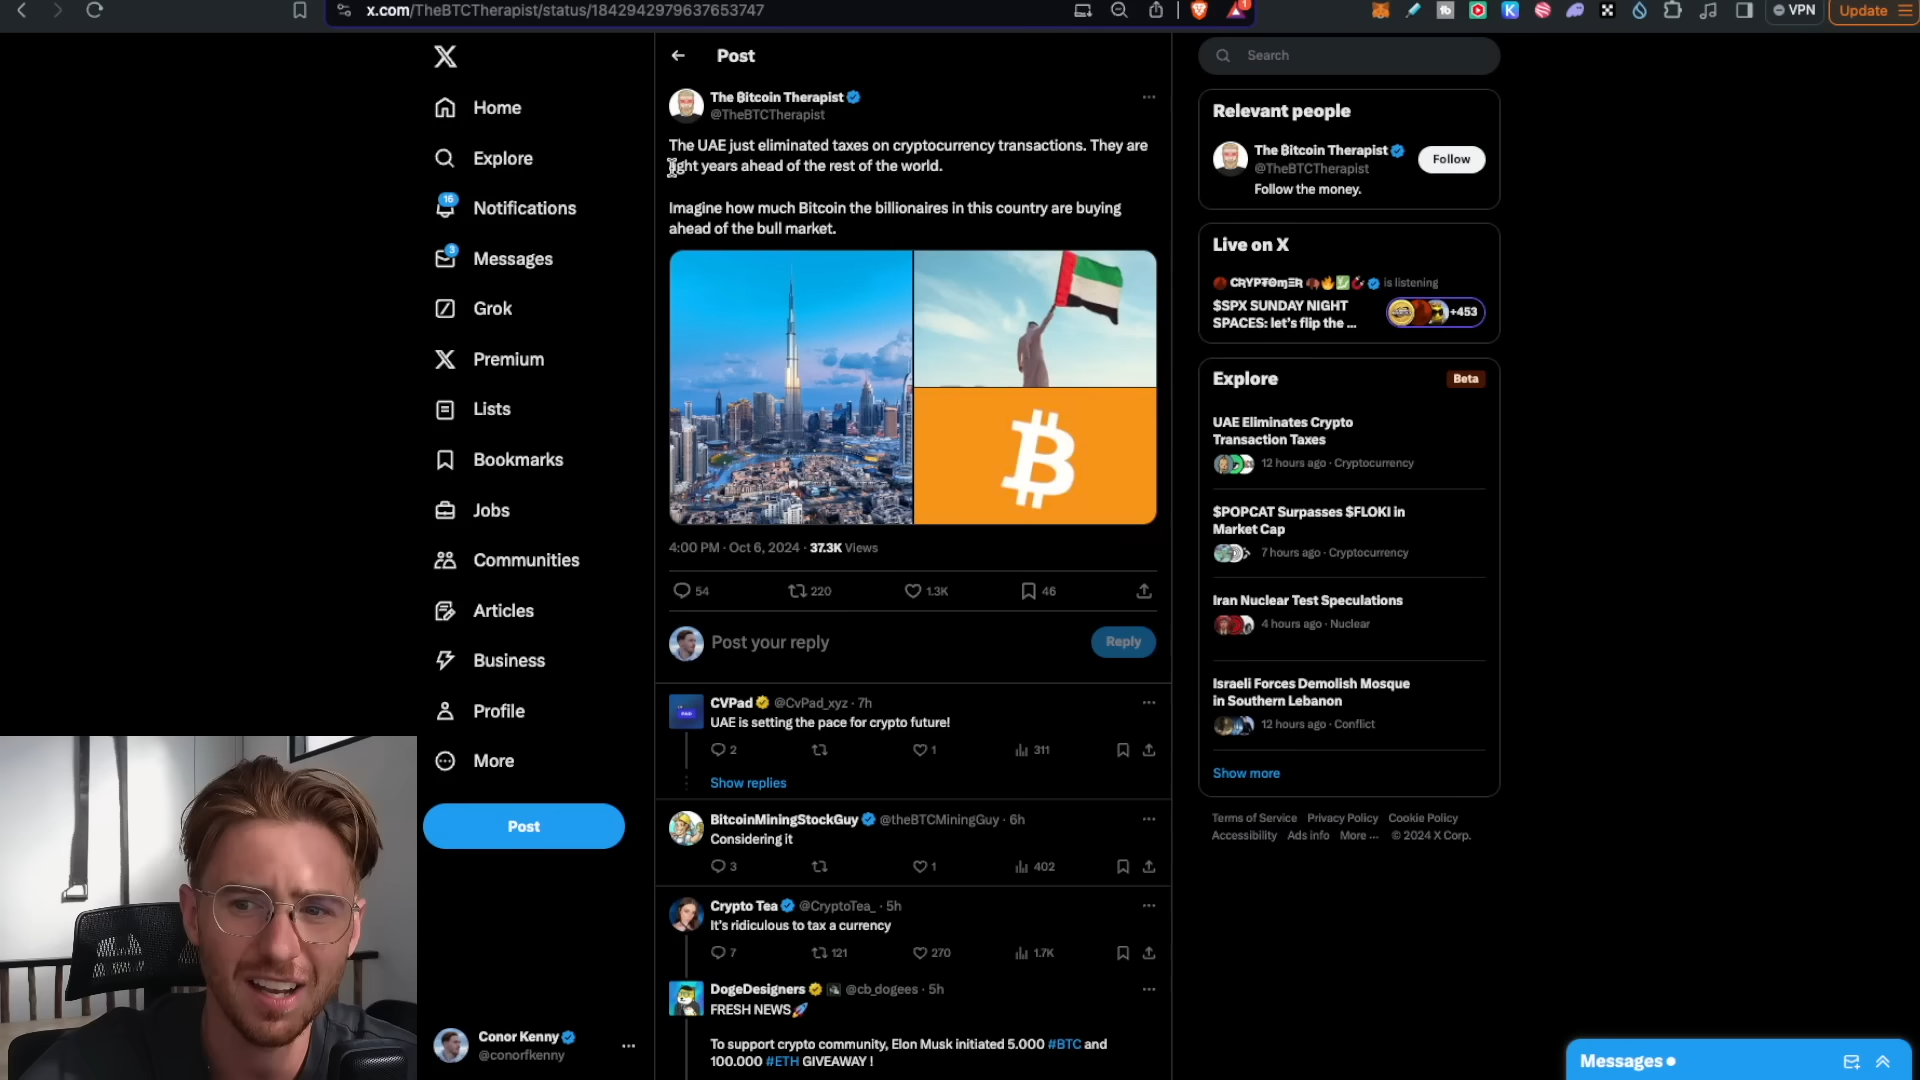 x.com/TheBTCTherapist/status/1842942979637653747
VPN
Update
Home
Explore
16
Notifications
3
Messages
Grok
Premium
Lists
Bookmarks
Jobs
Communities
Articles
Business
Profile
More
Post
Conor Kenny
@conorfkenny
Post
The ₿itcoin Therapist
@TheBTCTherapist
The UAE just eliminated taxes on cryptocurrency transactions. They are
light years ahead of the rest of the world.
Imagine how much Bitcoin the billionaires in this country are buying
ahead of the bull market.
4:00 PM · Oct 6, 2024 · 37.3K Views
54
220
1.3K
46
Post your reply
Reply
CVPad @CvPad_xyz · 7h
UAE is setting the pace for crypto future!
2
1
311
Show replies
BitcoinMiningStockGuy @theBTCMiningGuy · 6h
Considering it
3
1
402
Crypto Tea @CryptoTea_ · 5h
It's ridiculous to tax a currency
7
121
270
1.7K
DogeDesigners @cb_dogees · 5h
FRESH NEWS🚀
To support crypto community, Elon Musk initiated 5.000 #BTC and
100.000 #ETH GIVEAWAY !
Search
Relevant people
The ₿itcoin Therapist
@TheBTCTherapist
Follow the money.
Follow
Live on X
is listening
$SPX SUNDAY NIGHT
SPACES: let's flip the ...
+453
Explore
Beta
UAE Eliminates Crypto
Transaction Taxes
12 hours ago · Cryptocurrency
$POPCAT Surpasses $FLOKI in
Market Cap
7 hours ago · Cryptocurrency
Iran Nuclear Test Speculations
4 hours ago · Nuclear
Israeli Forces Demolish Mosque
in Southern Lebanon
12 hours ago · Conflict
Show more
Terms of Service Privacy Policy Cookie Policy
Accessibility Ads info More ... © 2024 X Corp.
Messages